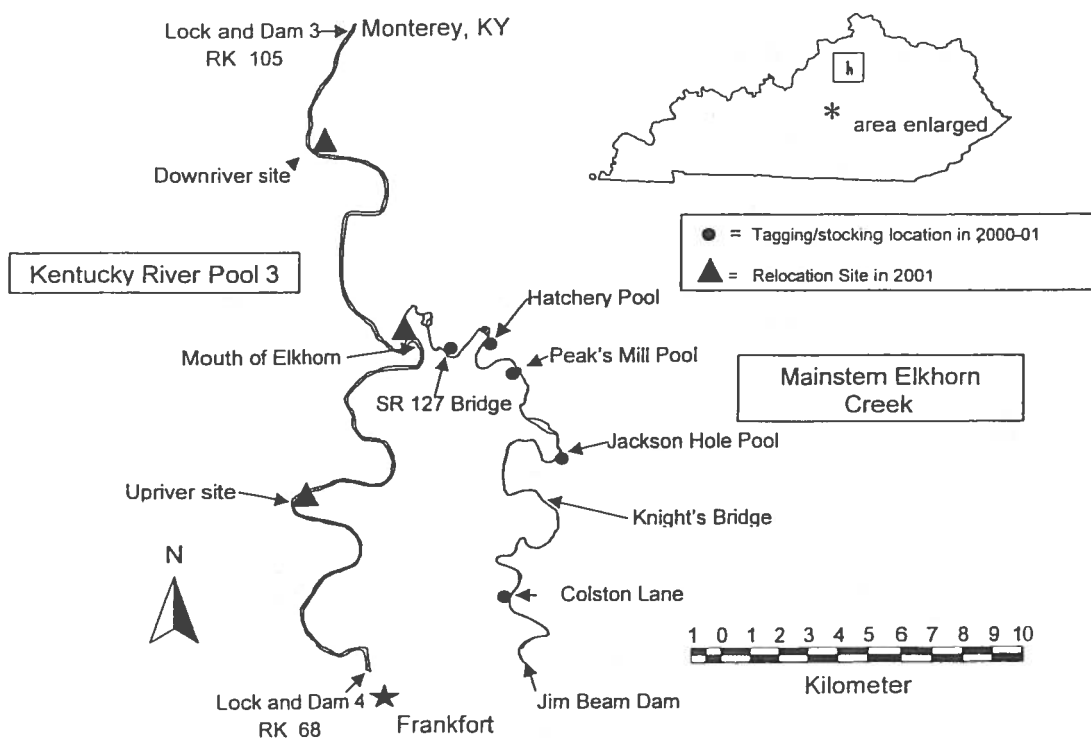 Lock and Dam 3
RK 105
Monterey, KY
area enlarged
Downriver site
● = Tagging/stocking location in 2000-01
▲ = Relocation Site in 2001
Kentucky River Pool 3
Hatchery Pool
Mouth of Elkhorn
Peak's Mill Pool
SR 127 Bridge
Mainstem Elkhorn
Creek
Jackson Hole Pool
Upriver site
Knight's Bridge
N
Colston Lane
1 0 1 2 3 4 5 6 7 8 9 10
Kilometer
Lock and Dam 4
RK 68
Frankfort
Jim Beam Dam